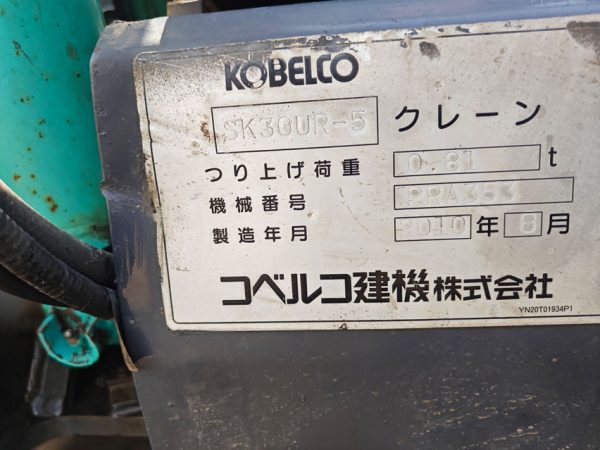 KOBELCO
SK30UR-5 クレーン
つり上げ荷重 0.81 t
機械番号 PRA353
製造年月 2010 年 8 月
コベルコ建機株式会社
YN20T01934P1